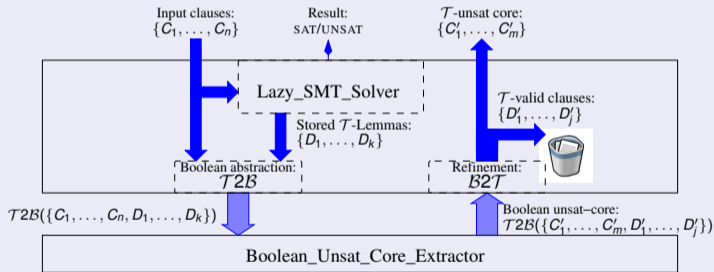 Input clauses:
{C₁, . . . , Cₙ}
Result:
SAT/UNSAT
𝒯-unsat core:
{C′₁, . . . , C′ₘ}
Lazy_SMT_Solver
𝒯-valid clauses:
{D′₁, . . . , D′ⱼ}
Stored 𝒯-Lemmas:
{D₁, . . . , Dₖ}
Boolean abstraction:
𝒯2ℬ
Refinement:
ℬ2𝒯
𝒯2ℬ({C₁, . . . , Cₙ, D₁, . . . , Dₖ})
Boolean unsat–core:
𝒯2ℬ({C′₁, . . . , C′ₘ, D′₁, . . . , D′ⱼ})
Boolean_Unsat_Core_Extractor